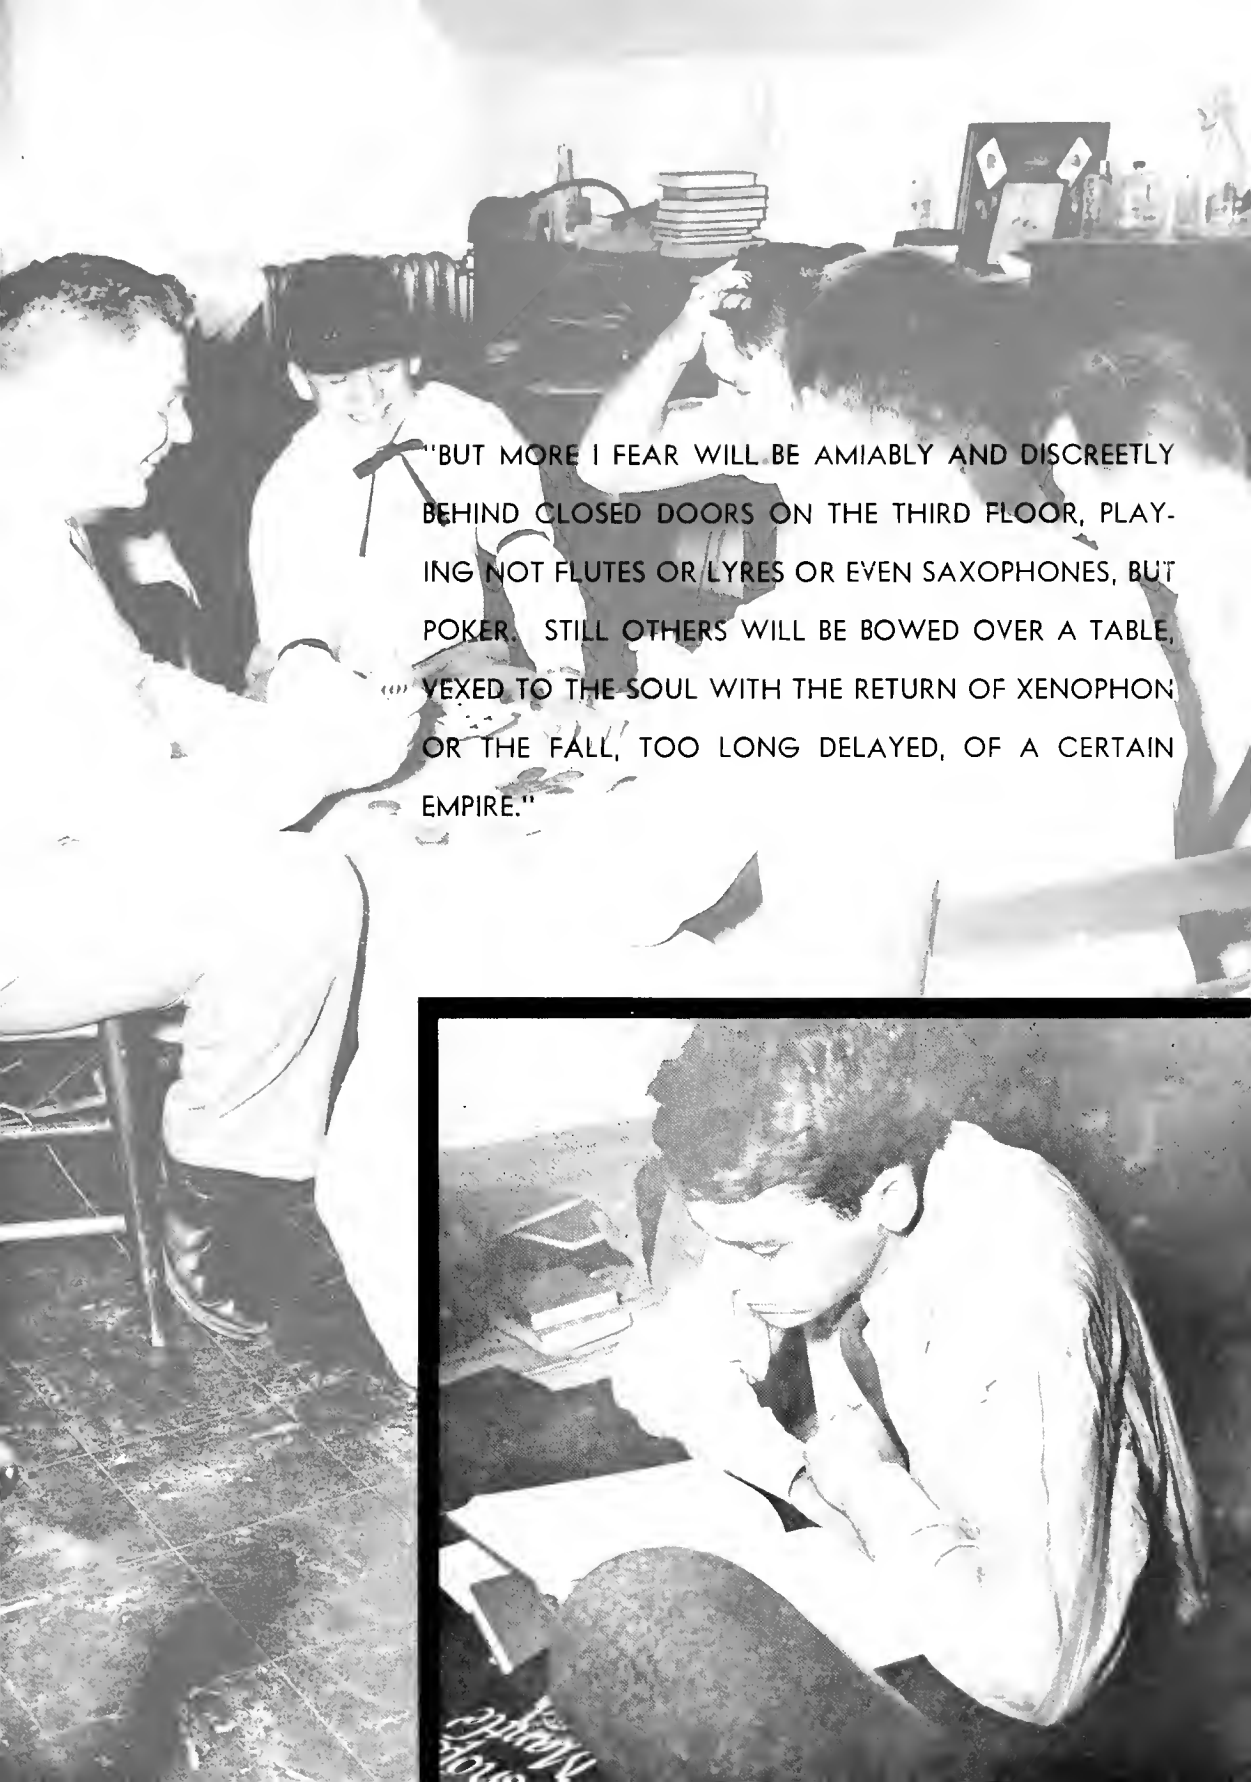 "BUT MORE I FEAR WILL BE AMIABLY AND DISCREETLY
BEHIND CLOSED DOORS ON THE THIRD FLOOR, PLAY-
ING NOT FLUTES OR LYRES OR EVEN SAXOPHONES, BUT
POKER. STILL OTHERS WILL BE BOWED OVER A TABLE,
VEXED TO THE SOUL WITH THE RETURN OF XENOPHON
OR THE FALL, TOO LONG DELAYED, OF A CERTAIN
EMPIRE."